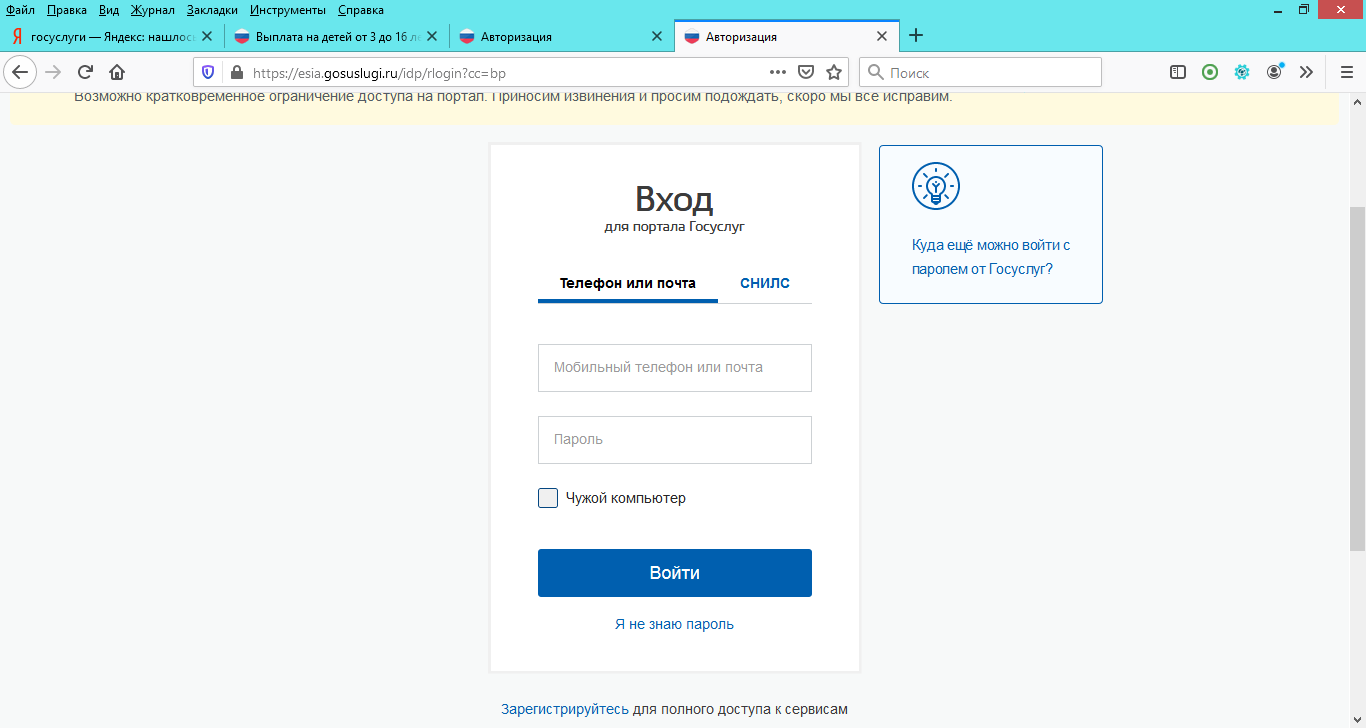 Файл Правка Вид Журнал Закладки Инструменты Справка
госуслуги — Яндекс: нашлось
Выплата на детей от 3 до 16 ле
Авторизация
Авторизация
https://esia.gosuslugi.ru/idp/rlogin?cc=bp
Поиск
Возможно кратковременное ограничение доступа на портал. Приносим извинения и просим подождать, скоро мы все исправим.
Вход
для портала Госуслуг
Телефон или почта
СНИЛС
Мобильный телефон или почта
Пароль
Чужой компьютер
Войти
Я не знаю пароль
Куда ещё можно войти с
паролем от Госуслуг?
Зарегистрируйтесь для полного доступа к сервисам